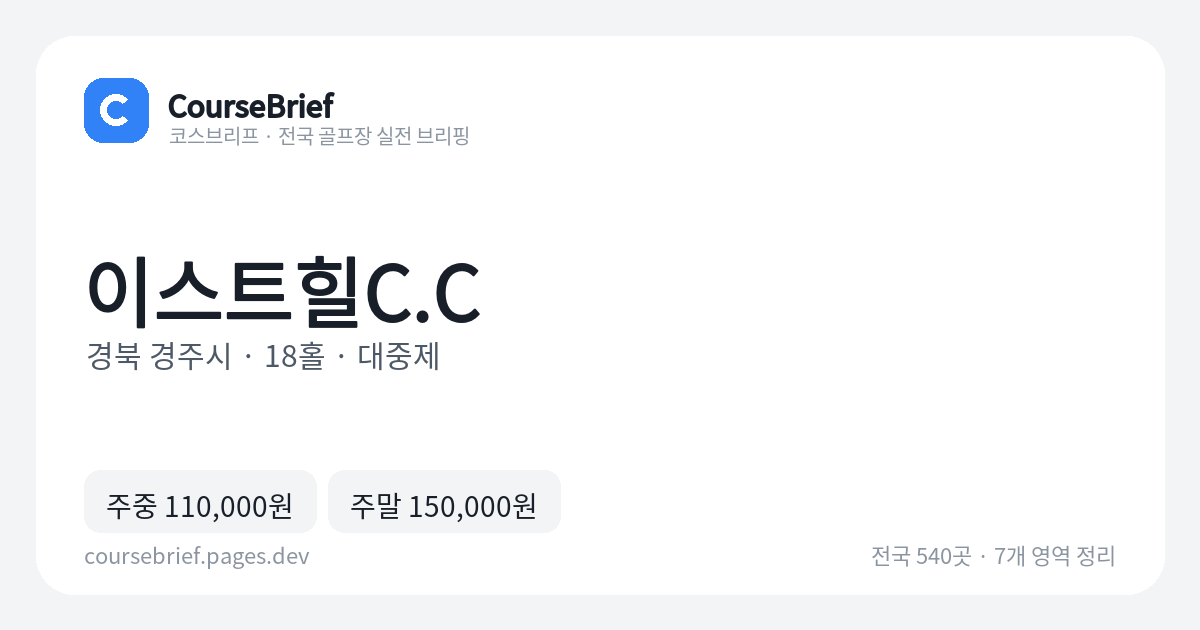 C
CourseBrief
코스브리프 · 전국 골프장 실전 브리핑
이스트힐C.C
경북 경주시 · 18홀 · 대중제
주중 110,000원
주말 150,000원
coursebrief.pages.dev
전국 540곳 · 7개 영역 정리